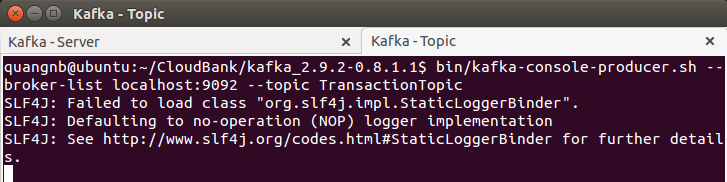 Kafka - Topic
Kafka - Server
Kafka - Topic
quangnb@ubuntu:~/CloudBank/kafka_2.9.2-0.8.1.1$ bin/kafka-console-producer.sh --
broker-list localhost:9092 --topic TransactionTopic
SLF4J: Failed to load class "org.slf4j.impl.StaticLoggerBinder".
SLF4J: Defaulting to no-operation (NOP) logger implementation
SLF4J: See http://www.slf4j.org/codes.html#StaticLoggerBinder for further detail
s.